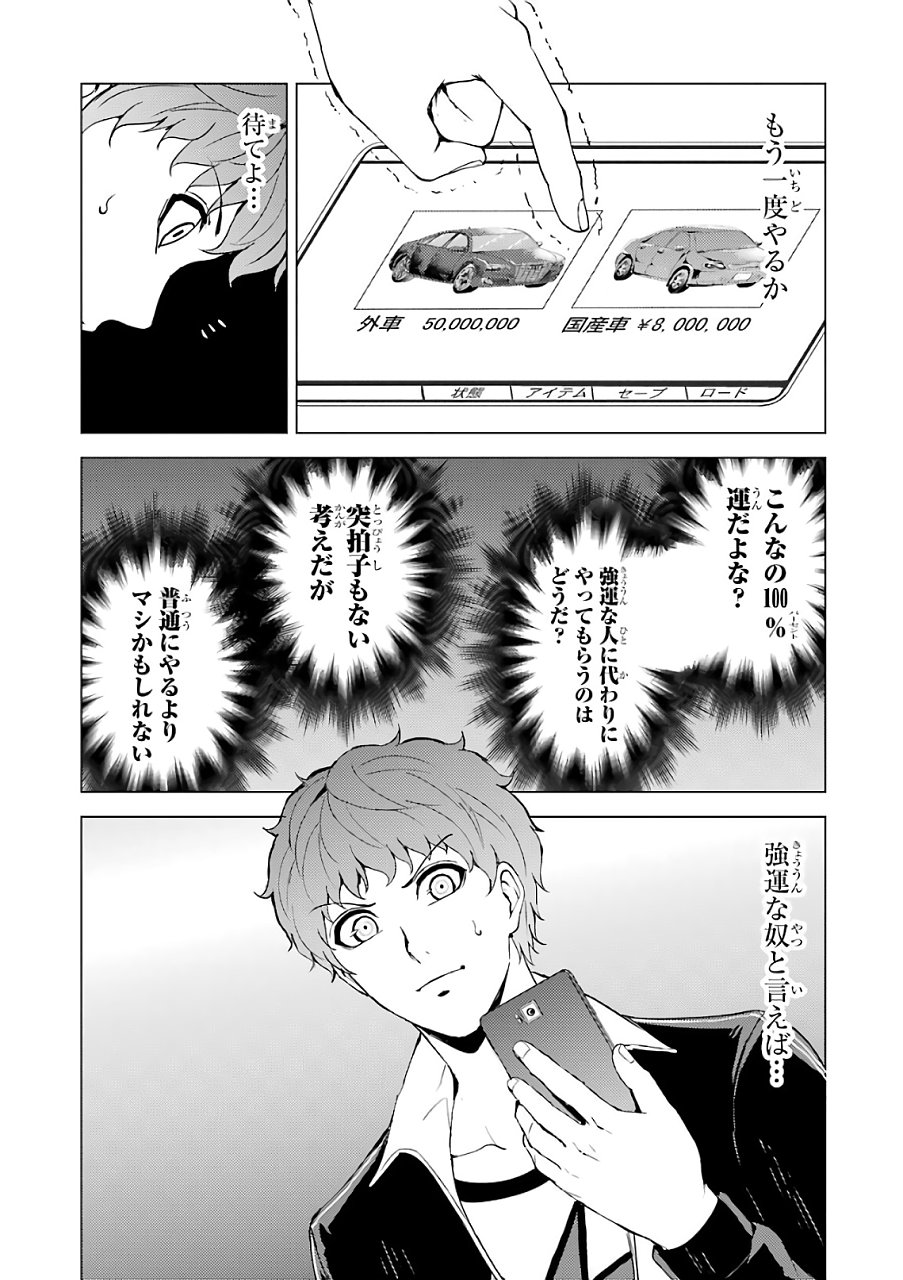 もう一度やるか
外車 50,000,000
国産車 ¥8,000,000
状態 アイテム セーブ ロード
待てよ…
こんなの100%
運だよな?
強運な人に代わりに
やってもらうのは
どうだ?
突拍子もない
考えだが
普通にやるより
マシかもしれない
強運な奴と言えば…